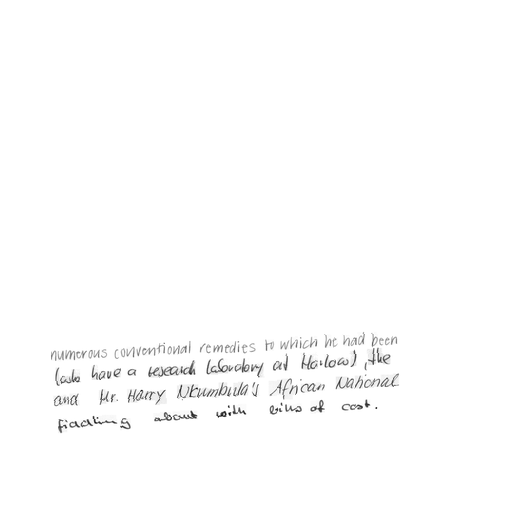 numerous conventional remedies to which he had been
have a research laboratory at Harlow), the
and Mr. Harry Nkumbula's African National
fiddling about with bills of cost.